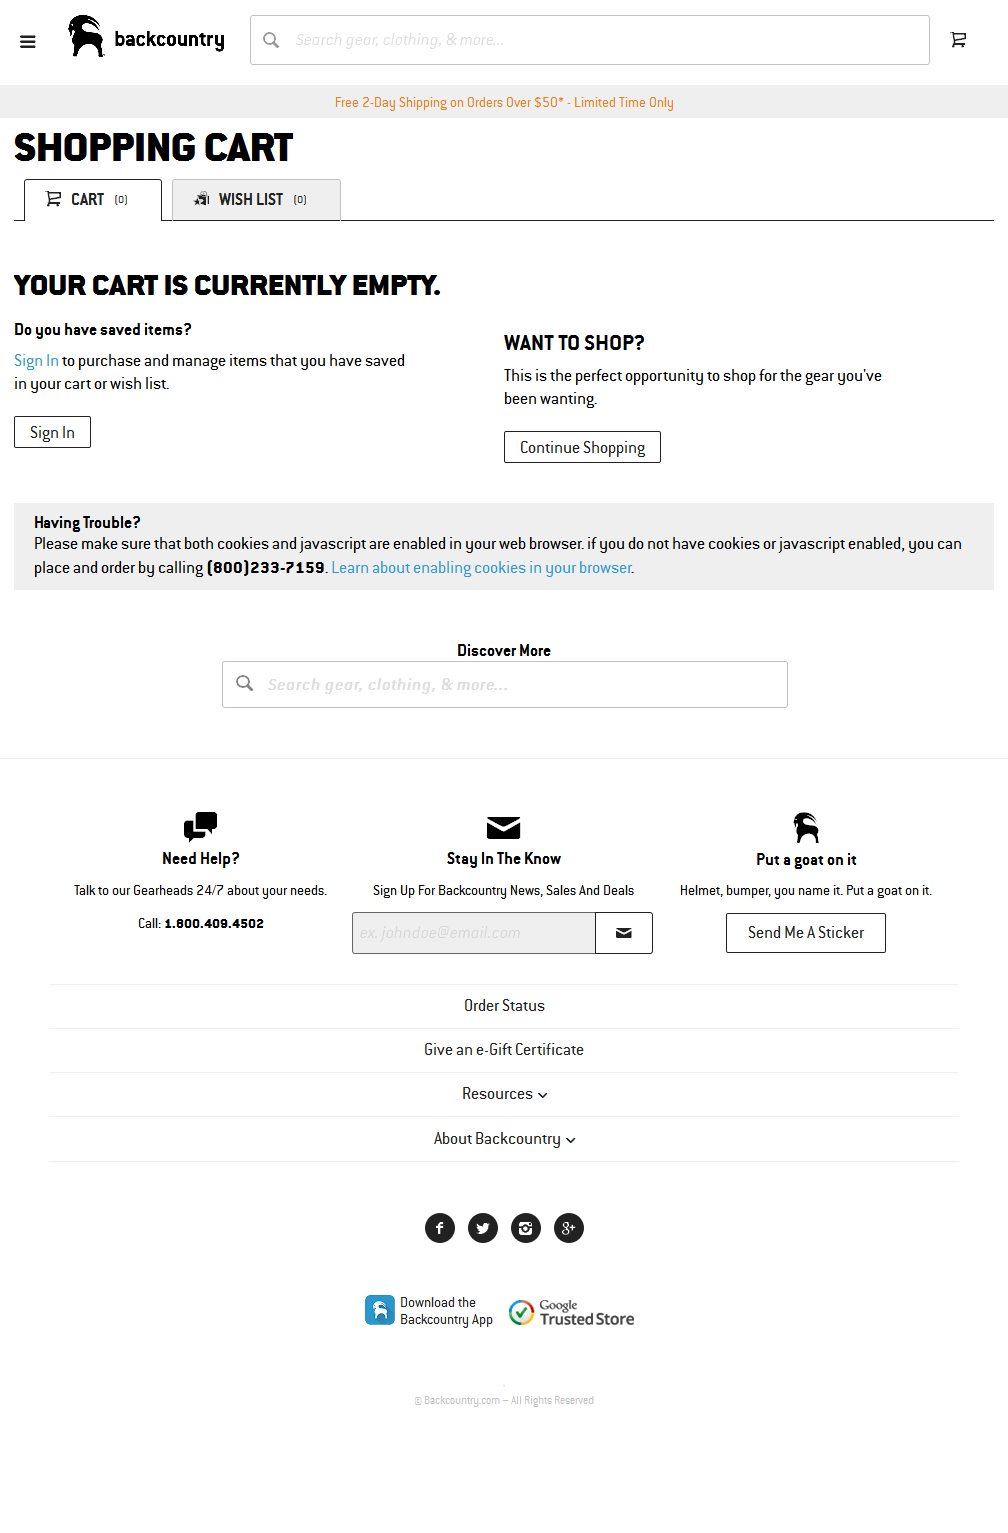 backcountry
Search gear, clothing, & more...
Free 2-Day Shipping on Orders Over $50* - Limited Time Only
SHOPPING CART
CART (0)
WISH LIST (0)
YOUR CART IS CURRENTLY EMPTY.
Do you have saved items?
Sign In to purchase and manage items that you have saved
in your cart or wish list.
Sign In
WANT TO SHOP?
This is the perfect opportunity to shop for the gear you've
been wanting.
Continue Shopping
Having Trouble?
Please make sure that both cookies and javascript are enabled in your web browser. if you do not have cookies or javascript enabled, you can
place and order by calling (800)233-7159. Learn about enabling cookies in your browser.
Discover More
Search gear, clothing, & more...
Need Help?
Talk to our Gearheads 24/7 about your needs.
Call: 1.800.409.4502
Stay In The Know
Sign Up For Backcountry News, Sales And Deals
ex. johndoe@email.com
Put a goat on it
Helmet, bumper, you name it. Put a goat on it.
Send Me A Sticker
Order Status
Give an e-Gift Certificate
Resources
About Backcountry
Download the
Backcountry App
Google
Trusted Store
© Backcountry.com – All Rights Reserved